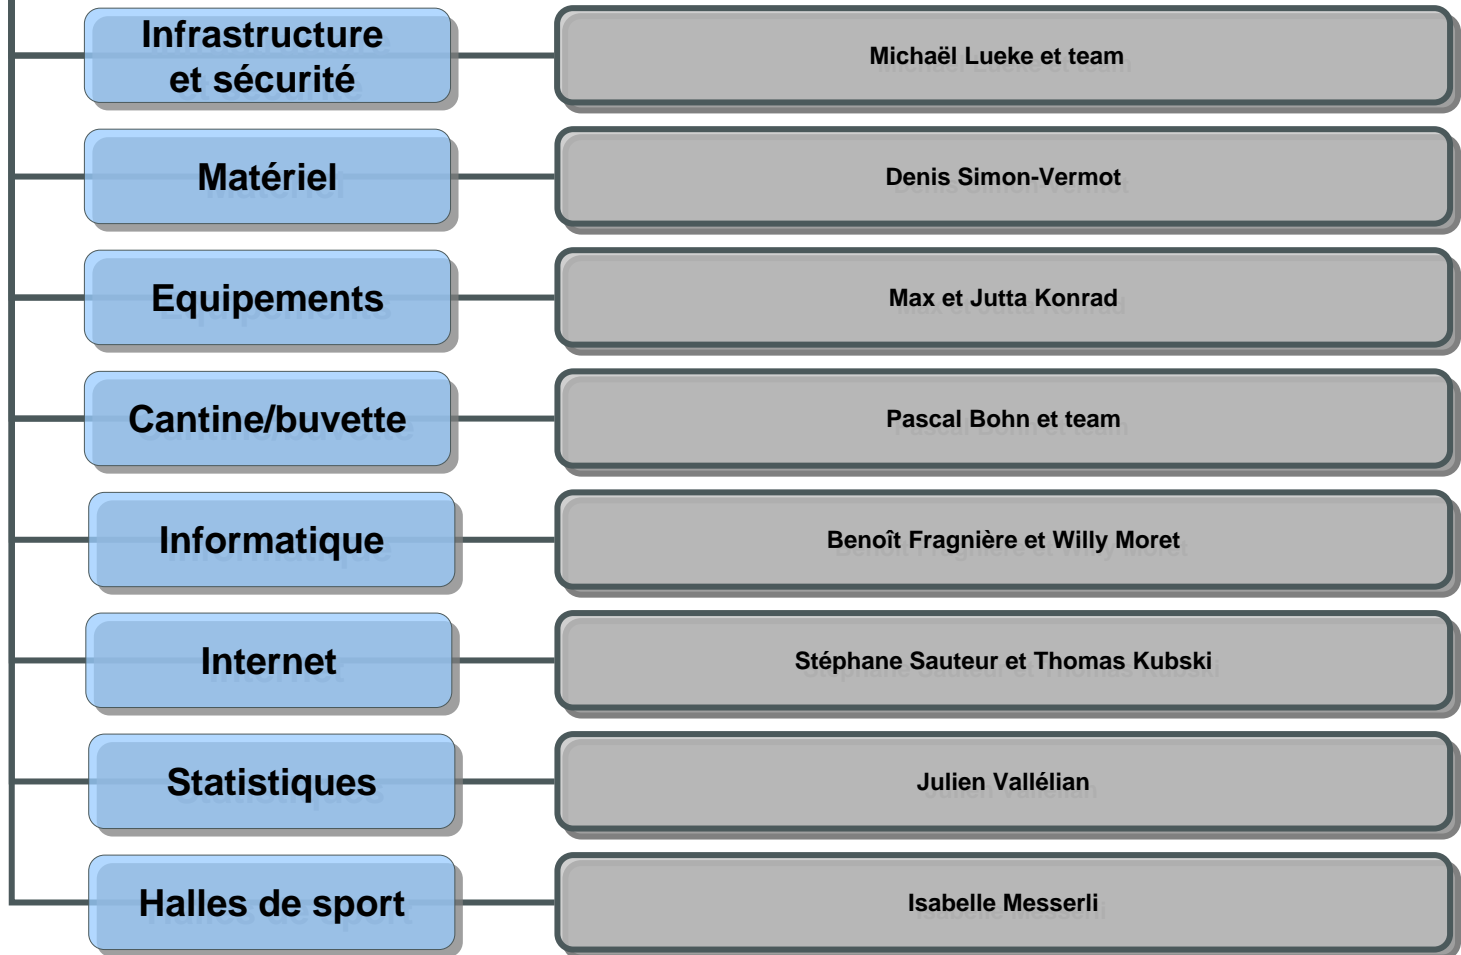 Infrastructure
et sécurité
Michaël Lueke et team
Matériel
Denis Simon-Vermot
Equipements
Max et Jutta Konrad
Cantine/buvette
Pascal Bohn et team
Informatique
Benoît Fragnière et Willy Moret
Internet
Stéphane Sauteur et Thomas Kubski
Statistiques
Julien Vallélian
Halles de sport
Isabelle Messerli